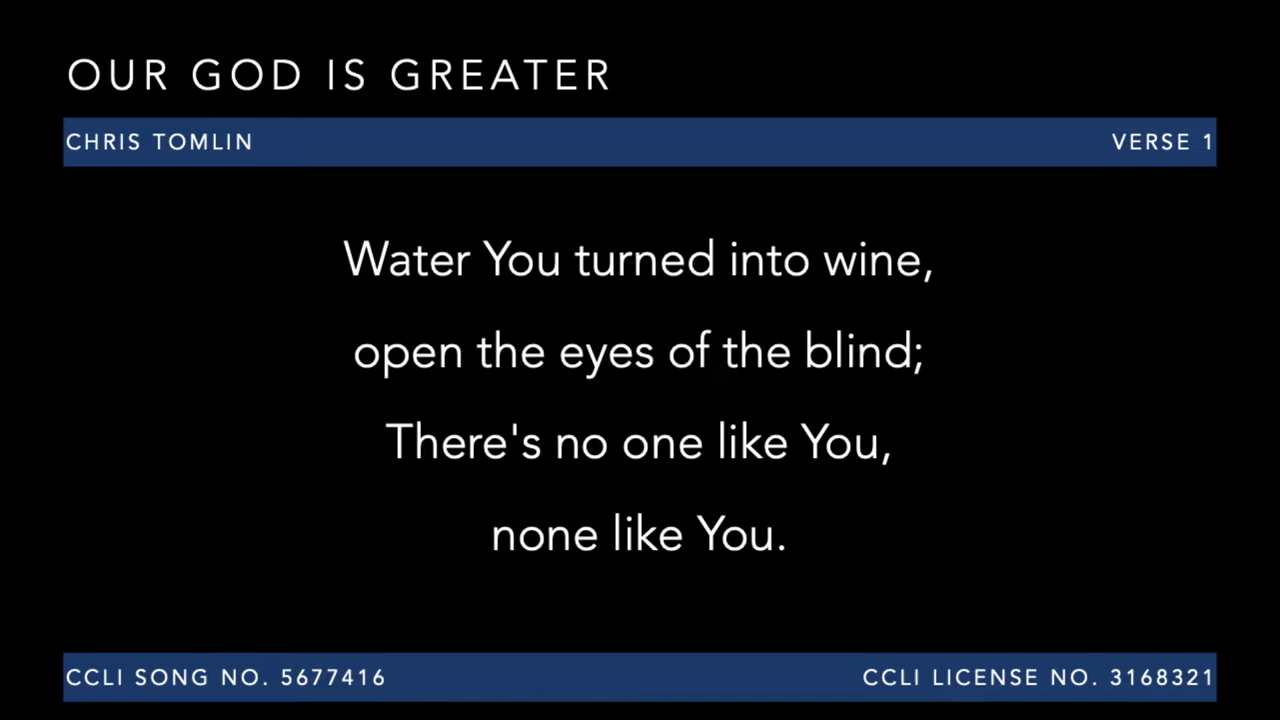 OUR GOD IS GREATER
CHRIS TOMLIN VERSE 1
Water You turned into wine,
open the eyes of the blind;
There's no one like You,
none like You.
CCLI SONG NO. 5677416 CCLI LICENSE NO. 3168321